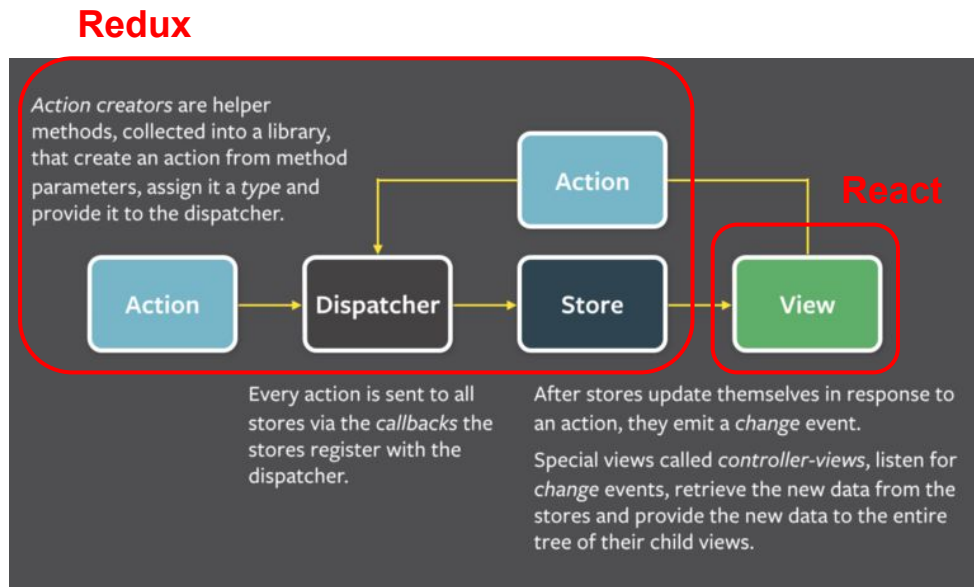 Redux
Action creators are helper
methods, collected into a library,
that create an action from method
parameters, assign it a type and
provide it to the dispatcher.
Action
React
Action
Dispatcher
Store
View
Every action is sent to all
stores via the callbacks the
stores register with the
dispatcher.
After stores update themselves in response to
an action, they emit a change event.
Special views called controller-views, listen for
change events, retrieve the new data from the
stores and provide the new data to the entire
tree of their child views.